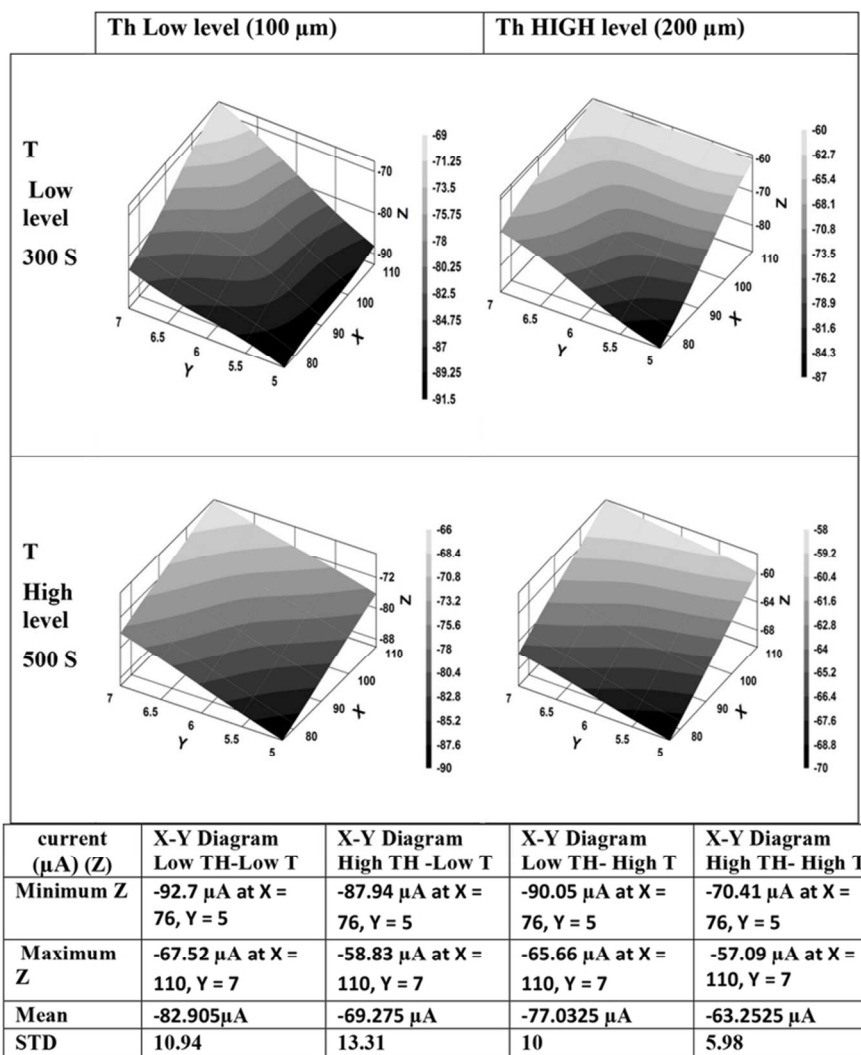 Th Low level (100 µm)
Th HIGH level (200 µm)
T
Low
level
300 S
-69
-71.25
-73.5
-75.75
-78
-80.25
-82.5
-84.75
-87
-89.25
-91.5
-70
-80
-90
Z
110
100
90
80
X
7
6.5
6
5.5
5
Y
-60
-62.7
-65.4
-68.1
-70.8
-73.5
-76.2
-78.9
-81.6
-84.3
-87
-60
-70
-80
Z
110
100
90
80
X
7
6.5
6
5.5
5
Y
T
High
level
500 S
-66
-68.4
-70.8
-73.2
-75.6
-78
-80.4
-82.8
-85.2
-87.6
-90
-72
-80
-88
Z
110
100
90
80
X
7
6.5
6
5.5
5
Y
-58
-59.2
-60.4
-61.6
-62.8
-64
-65.2
-66.4
-67.6
-68.8
-70
-60
-64
-68
Z
110
100
90
80
X
7
6.5
6
5.5
5
Y
current
(µA) (Z)
X-Y Diagram
Low TH-Low T
X-Y Diagram
High TH -Low T
X-Y Diagram
Low TH- High T
X-Y Diagram
High TH- High T
Minimum Z
-92.7 µA at X =
76, Y = 5
-87.94 µA at X =
76, Y = 5
-90.05 µA at X =
76, Y = 5
-70.41 µA at X =
76, Y = 5
Maximum
Z
-67.52 µA at X =
110, Y = 7
-58.83 µA at X =
110, Y = 7
-65.66 µA at X =
110, Y = 7
-57.09 µA at X =
110, Y = 7
Mean
-82.905µA
-69.275 µA
-77.0325 µA
-63.2525 µA
STD
10.94
13.31
10
5.98